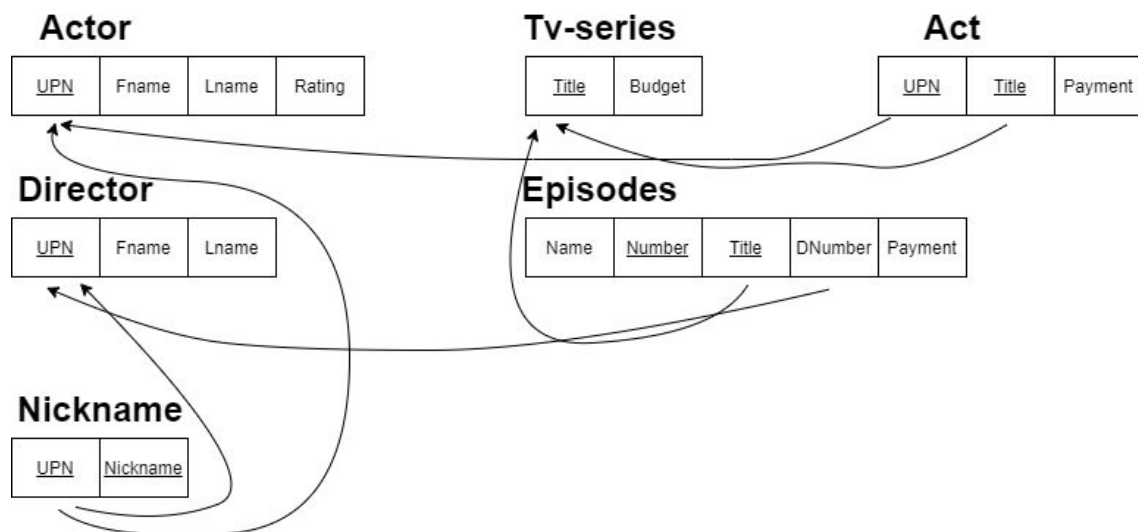 Actor Tv-series Act
UPN Fname Lname Rating Title Budget UPN Title Payment
Director Episodes
UPN Fname Lname Name Number Title DNumber Payment
Nickname
UPN Nickname